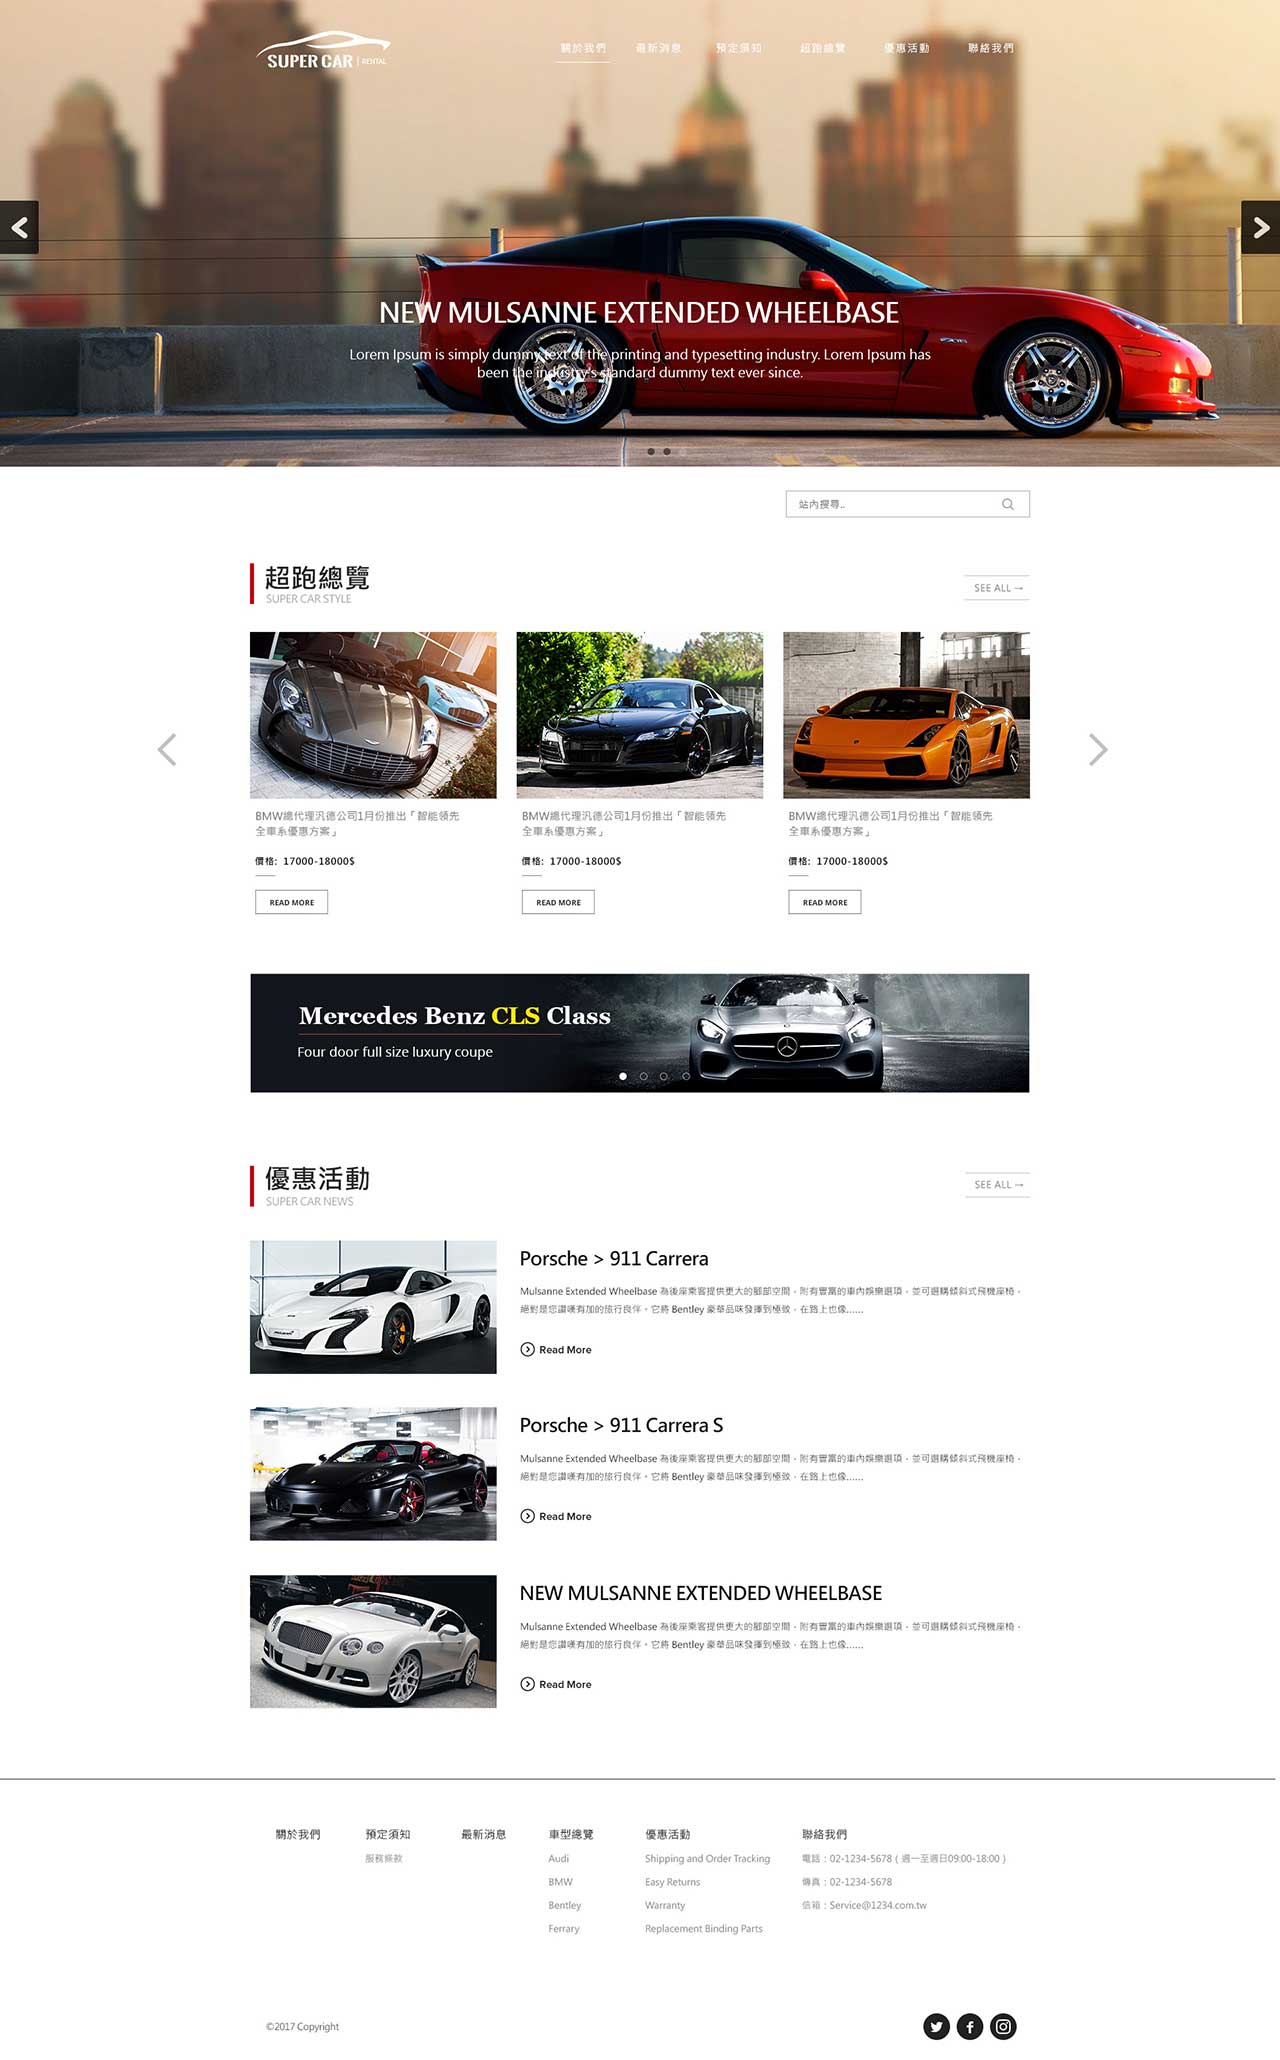 SUPER CAR | RENTAL
關於我們 最新消息 預定須知 超跑總覽 優惠活動 聯絡我們
NEW MULSANNE EXTENDED WHEELBASE
Lorem Ipsum is simply dummy text of the printing and typesetting industry. Lorem Ipsum has
been the industry's standard dummy text ever since.
站內搜尋..
超跑總覽
SUPER CAR STYLE
SEE ALL →
BMW總代理汎德公司1月份推出「智能領先
全車系優惠方案」
價格: 17000-18000$
READ MORE
BMW總代理汎德公司1月份推出「智能領先
全車系優惠方案」
價格: 17000-18000$
READ MORE
BMW總代理汎德公司1月份推出「智能領先
全車系優惠方案」
價格: 17000-18000$
READ MORE
Mercedes Benz CLS Class
Four door full size luxury coupe
優惠活動
SUPER CAR NEWS
SEE ALL →
Porsche > 911 Carrera
Mulsanne Extended Wheelbase 為後座乘客提供更大的腳部空間，附有豐富的車內娛樂選項，並可選購傾斜式飛機座椅，
絕對是您讚嘆有加的旅行良伴。它將 Bentley 豪華品味發揮到極致，在路上也像......
Read More
Porsche > 911 Carrera S
Mulsanne Extended Wheelbase 為後座乘客提供更大的腳部空間，附有豐富的車內娛樂選項，並可選購傾斜式飛機座椅，
絕對是您讚嘆有加的旅行良伴。它將 Bentley 豪華品味發揮到極致，在路上也像......
Read More
NEW MULSANNE EXTENDED WHEELBASE
Mulsanne Extended Wheelbase 為後座乘客提供更大的腳部空間，附有豐富的車內娛樂選項，並可選購傾斜式飛機座椅，
絕對是您讚嘆有加的旅行良伴。它將 Bentley 豪華品味發揮到極致，在路上也像......
Read More
關於我們
預定須知
服務條款
最新消息
車型總覽
Audi
BMW
Bentley
Ferrary
優惠活動
Shipping and Order Tracking
Easy Returns
Warranty
Replacement Binding Parts
聯絡我們
電話：02-1234-5678（週一至週日09:00-18:00）
傳真：02-1234-5678
信箱：Service@1234.com.tw
©2017 Copyright